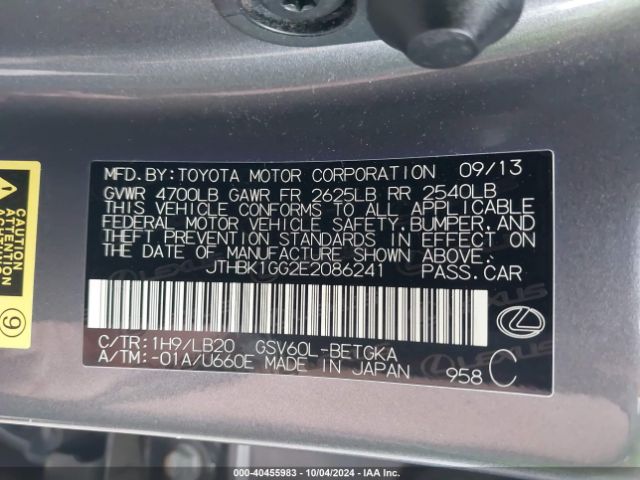 MFD.BY:TOYOTA MOTOR CORPORATION 09/13
GVWR 4700LB GAWR FR 2625LB RR 2540LB
THIS VEHICLE CONFORMS TO ALL APPLICABLE
FEDERAL MOTOR VEHICLE SAFETY,BUMPER,AND
THEFT PREVENTION STANDARDS IN EFFECT ON
THE DATE OF MANUFACTURE SHOWN ABOVE.
JTHBK1GG2E2086241 PASS.CAR
C/TR:1H9/LB20 GSV60L-BETGKA
A/TM:-01A/U660E MADE IN JAPAN 958 C
9
000-40455983 - 10/04/2024 - IAA Inc.